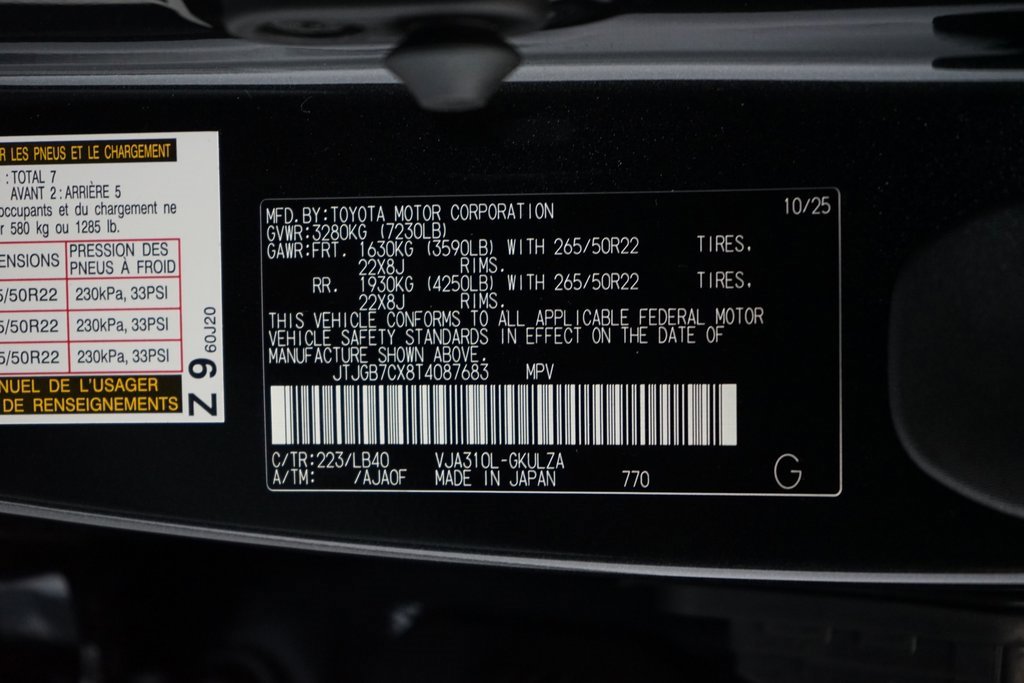 R LES PNEUS ET LE CHARGEMENT
: TOTAL 7
AVANT 2 : ARRIÈRE 5
occupants et du chargement ne
r 580 kg ou 1285 lb.
ENSIONS PRESSION DES PNEUS À FROID
5/50R22 230kPa, 33PSI
5/50R22 230kPa, 33PSI
5/50R22 230kPa, 33PSI
NUEL DE L'USAGER
DE RENSEIGNEMENTS
Z 9 60J20
MFD.BY:TOYOTA MOTOR CORPORATION 10/25
GVWR:3280KG (7230LB)
GAWR:FRT. 1630KG (3590LB) WITH 265/50R22 TIRES.
22X8J RIMS.
RR. 1930KG (4250LB) WITH 265/50R22 TIRES.
22X8J RIMS.
THIS VEHICLE CONFORMS TO ALL APPLICABLE FEDERAL MOTOR
VEHICLE SAFETY STANDARDS IN EFFECT ON THE DATE OF
MANUFACTURE SHOWN ABOVE.
JTJGB7CX8T4087683 MPV
C/TR:223/LB40 VJA310L-GKULZA
A/TM: /AJA0F MADE IN JAPAN 770 G